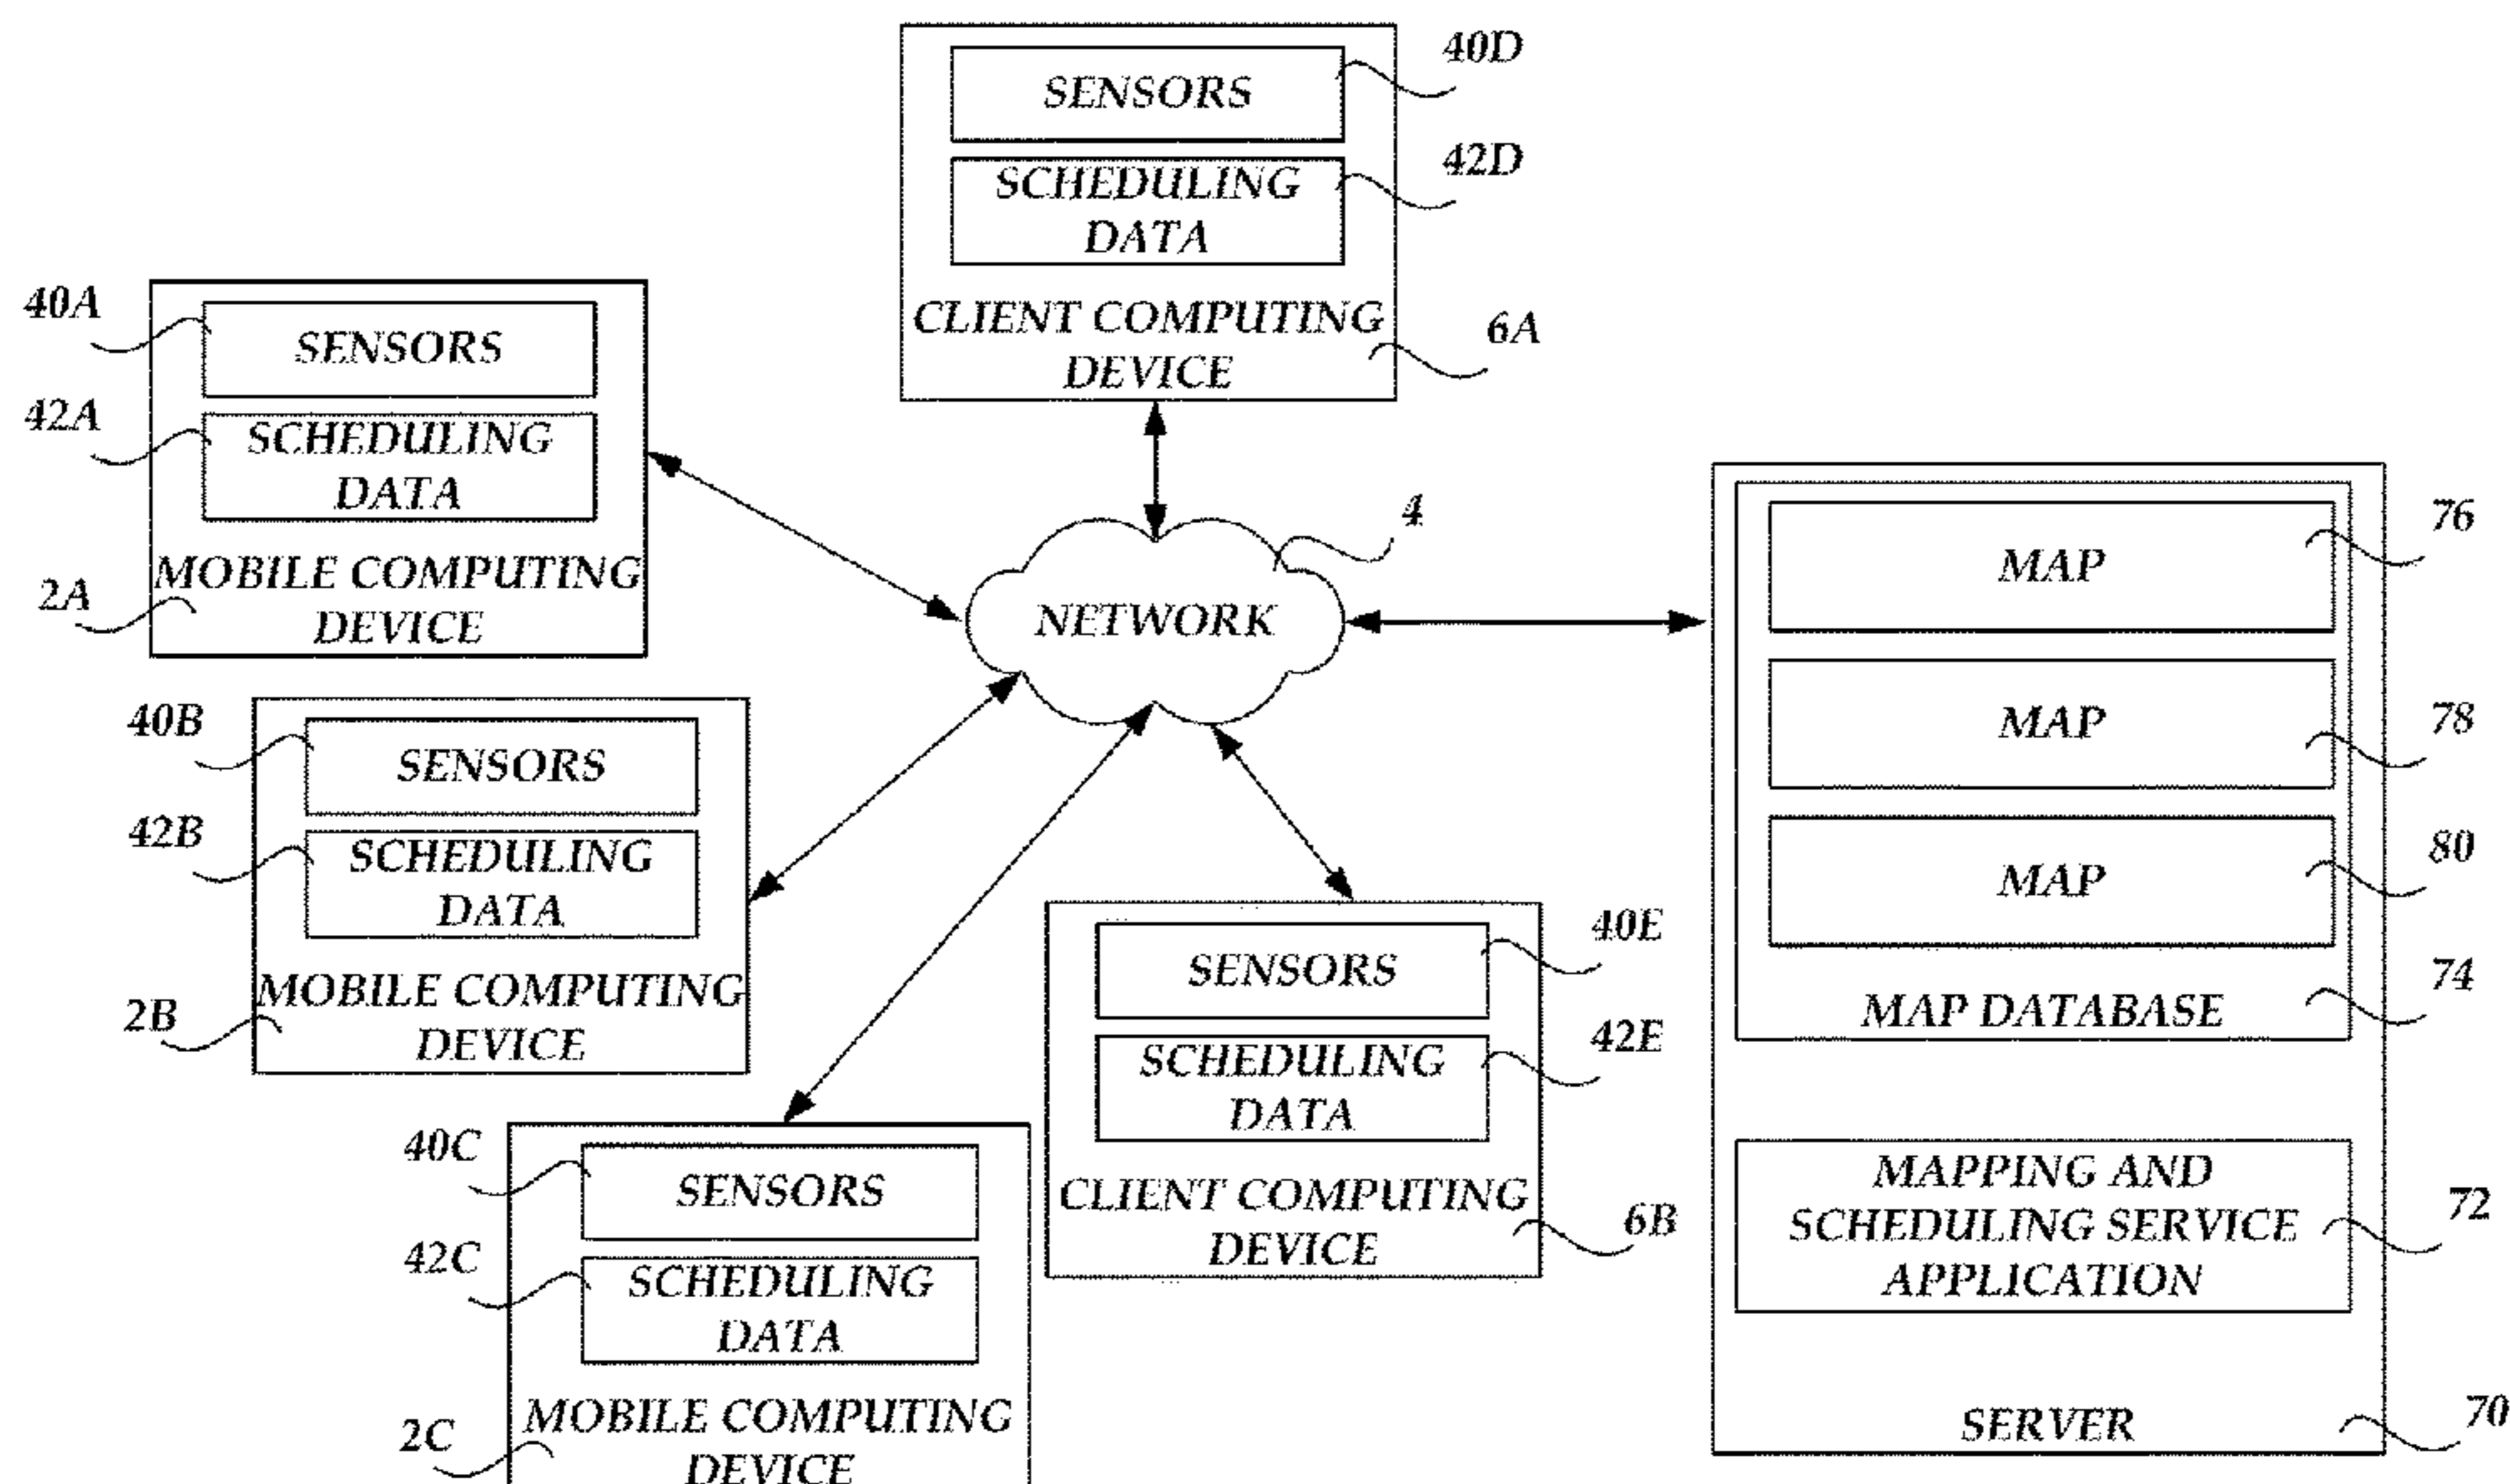 40D
SENSORS
42D
SCHEDULING
DATA
CLIENT COMPUTING
DEVICE
6A
40A
SENSORS
42A
SCHEDULING
DATA
MOBILE COMPUTING
DEVICE
2A
4
NETWORK
40B
SENSORS
42B
SCHEDULING
DATA
MOBILE COMPUTING
DEVICE
2B
40C
SENSORS
42C
SCHEDULING
DATA
MOBILE COMPUTING
DEVICE
2C
40E
SENSORS
42E
SCHEDULING
DATA
CLIENT COMPUTING
DEVICE
6B
76
MAP
78
MAP
80
MAP
74
MAP DATABASE
MAPPING AND
SCHEDULING SERVICE
APPLICATION
72
SERVER
70